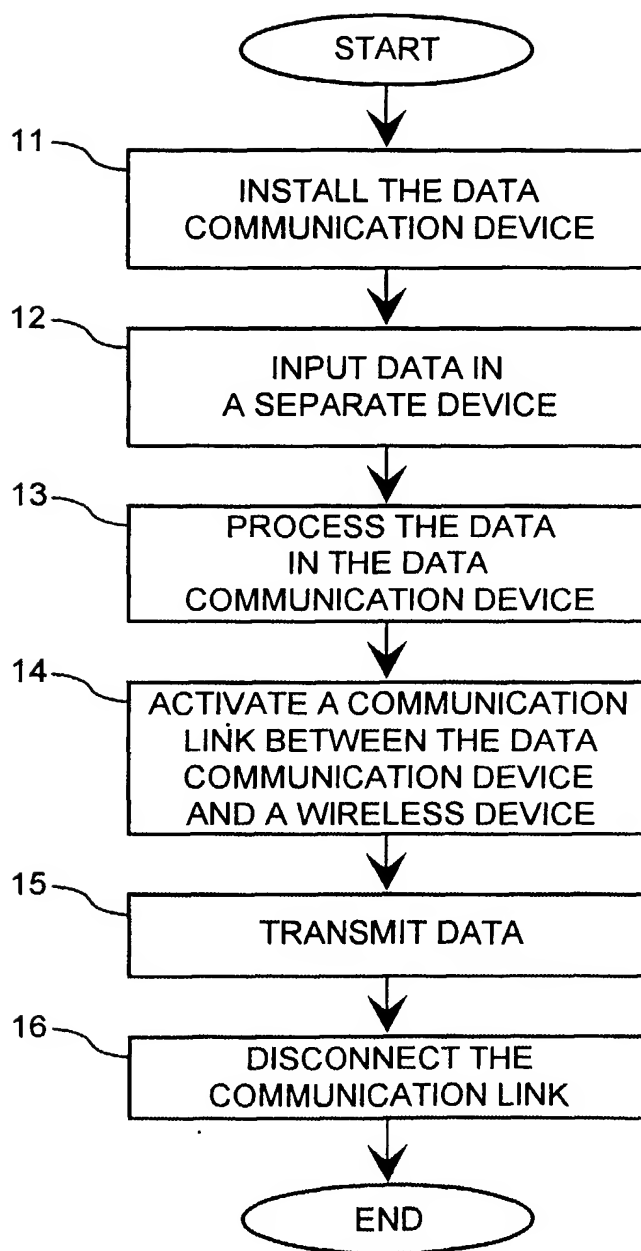 START
11
INSTALL THE DATA
COMMUNICATION DEVICE
12
INPUT DATA IN
A SEPARATE DEVICE
13
PROCESS THE DATA
IN THE DATA
COMMUNICATION DEVICE
14
ACTIVATE A COMMUNICATION
LINK BETWEEN THE DATA
COMMUNICATION DEVICE
AND A WIRELESS DEVICE
15
TRANSMIT DATA
16
DISCONNECT THE
COMMUNICATION LINK
END